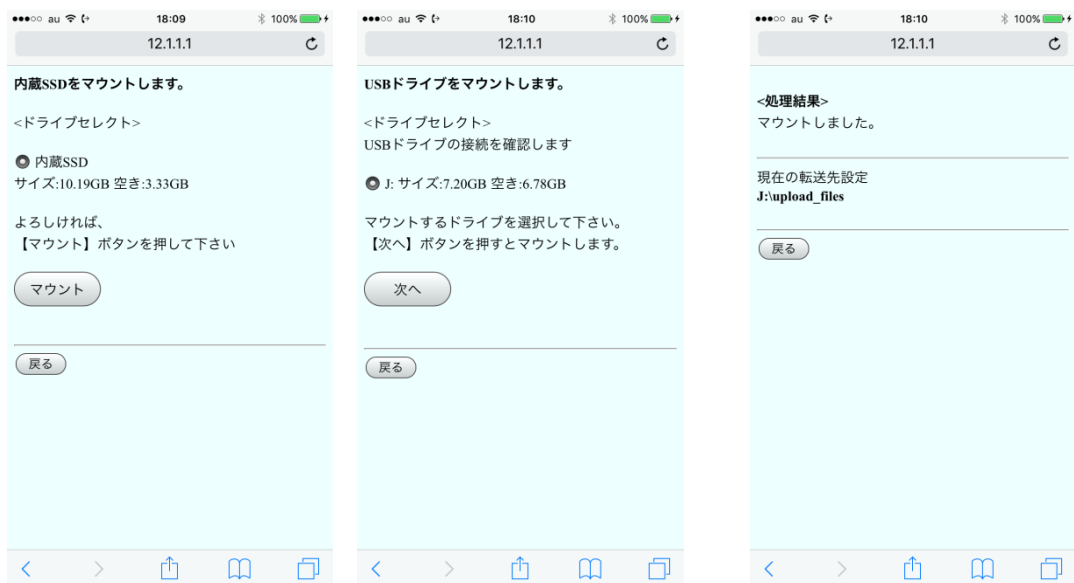 au 18:09 100%
12.1.1.1
内蔵SSDをマウントします。
<ドライブセレクト>
内蔵SSD
サイズ:10.19GB 空き:3.33GB
よろしければ、
【マウント】ボタンを押して下さい
マウント
戻る
au 18:10 100%
12.1.1.1
USBドライブをマウントします。
<ドライブセレクト>
USBドライブの接続を確認します
J: サイズ:7.20GB 空き:6.78GB
マウントするドライブを選択して下さい。
【次へ】ボタンを押すとマウントします。
次へ
戻る
au 18:10 100%
12.1.1.1
<処理結果>
マウントしました。
現在の転送先設定
J:\upload_files
戻る